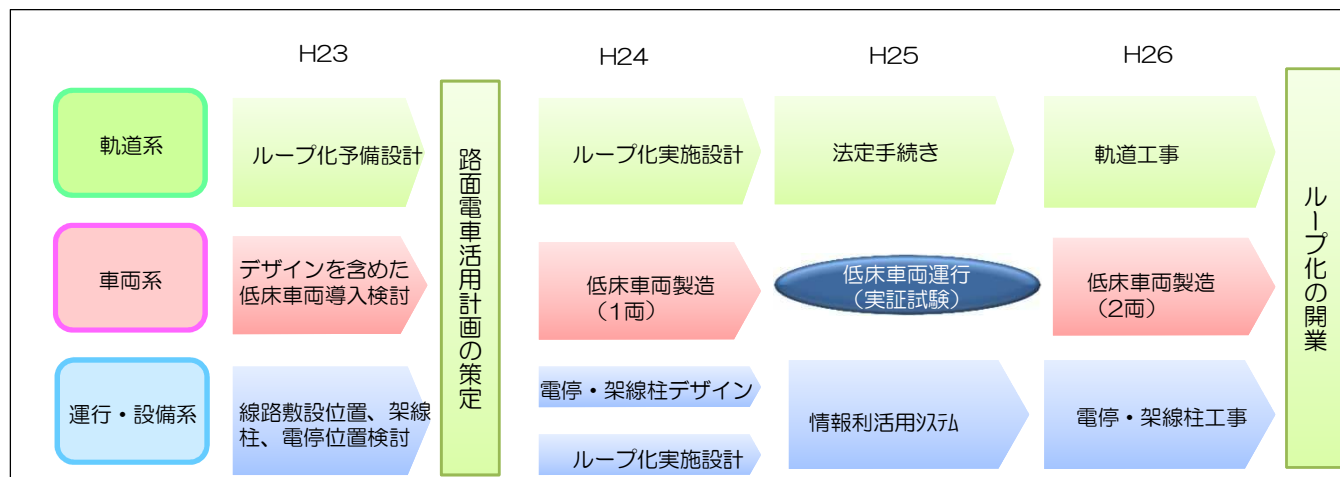 H23
H24
H25
H26
軌道系
ループ化予備設計
路面電車活用計画の策定
ループ化実施設計
法定手続き
軌道工事
ループ化の開業
車両系
デザインを含めた
低床車両導入検討
低床車両製造
（1両）
低床車両運行
（実証試験）
低床車両製造
（2両）
運行・設備系
線路敷設位置、架線
柱、電停位置検討
電停・架線柱デザイン
ループ化実施設計
情報利活用ｼｽﾃﾑ
電停・架線柱工事